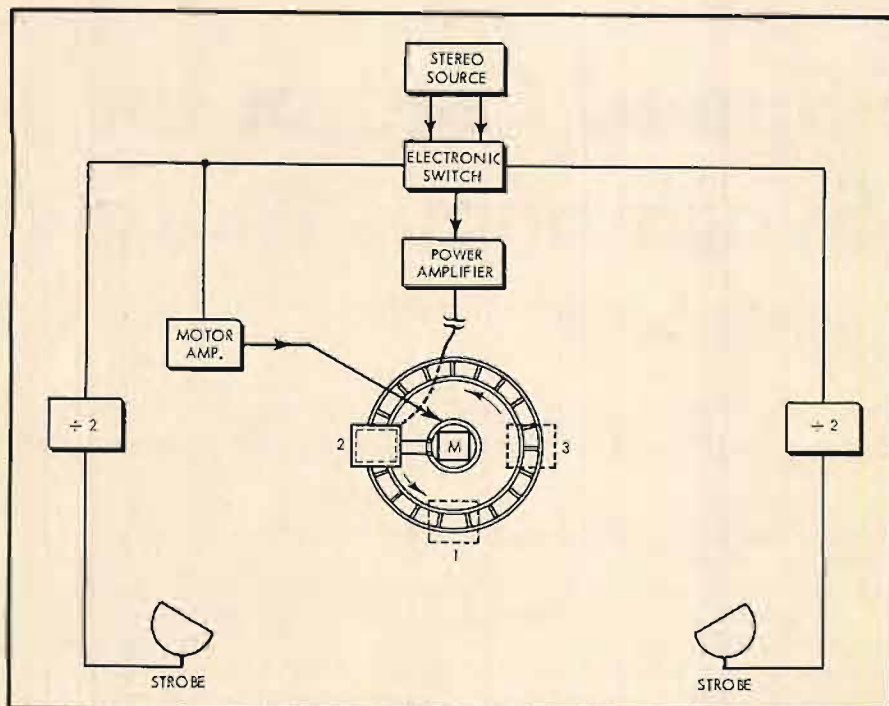 STEREO
SOURCE
ELECTRONIC
SWITCH
POWER
AMPLIFIER
MOTOR
AMP.
÷ 2
÷ 2
2
M
3
1
STROBE
STROBE